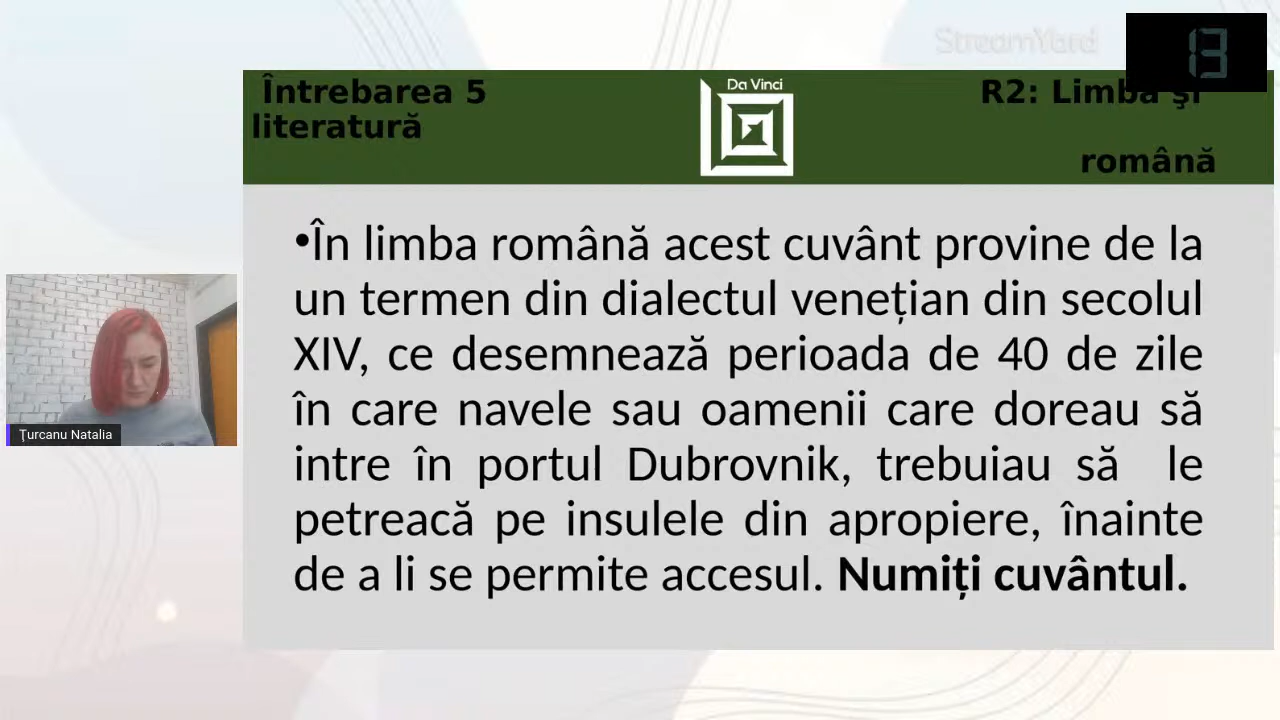 StreamYard
13
Întrebarea 5
R2: Limba şi
literatură
română
Da Vinci
•În limba română acest cuvânt provine de la
un termen din dialectul venețian din secolul
XIV, ce desemnează perioada de 40 de zile
în care navele sau oamenii care doreau să
intre în portul Dubrovnik, trebuiau să le
petreacă pe insulele din apropiere, înainte
de a li se permite accesul. Numiți cuvântul.
Ţurcanu Natalia